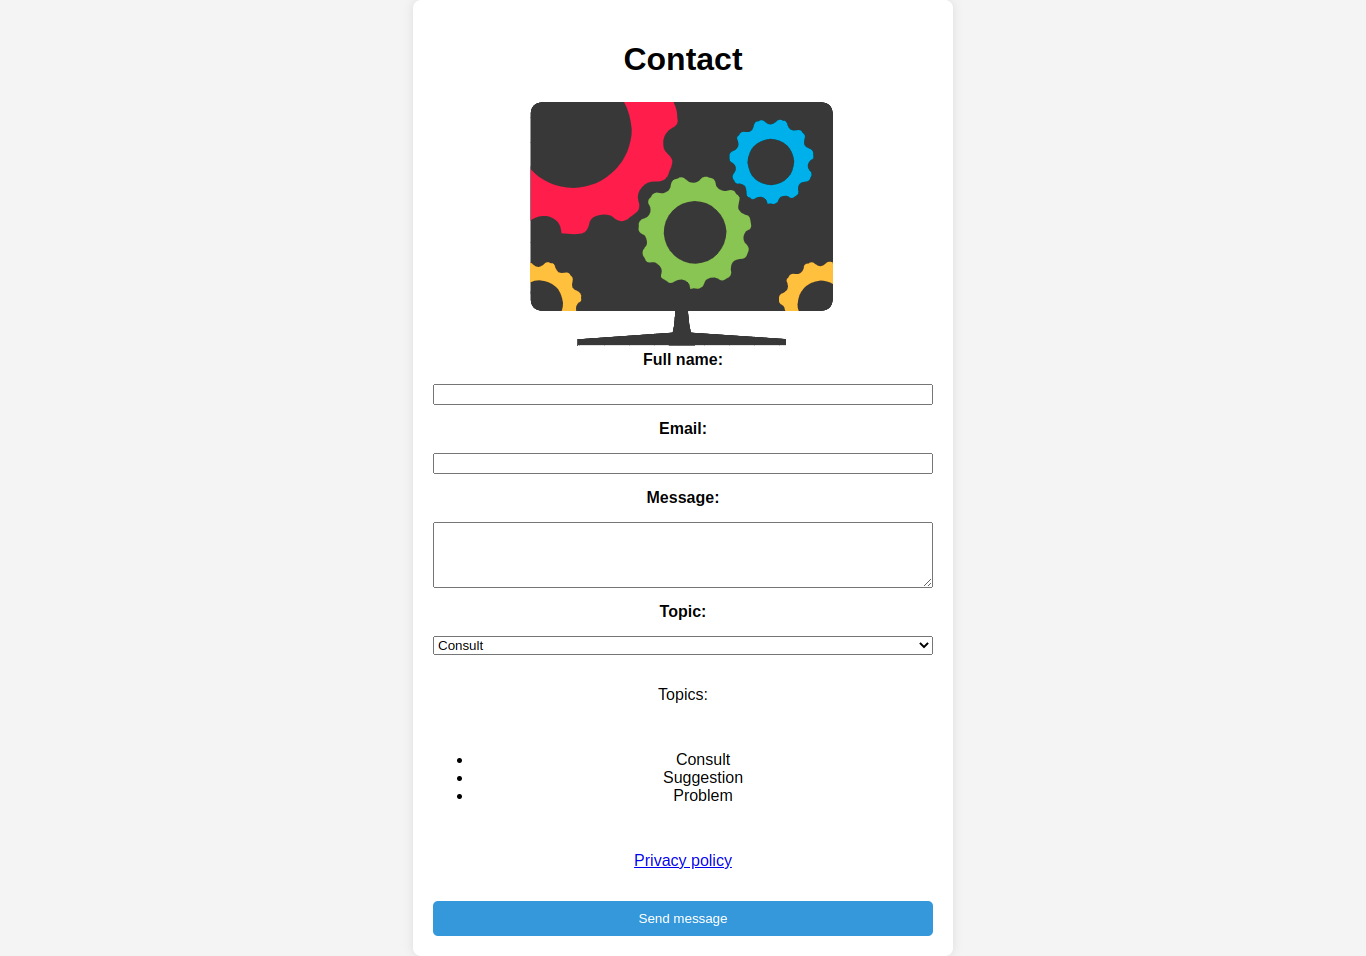 Contact
Full name:
Email:
Message:
Topic:
Consult
Topics:
Consult
Suggestion
Problem
Privacy policy
Send message